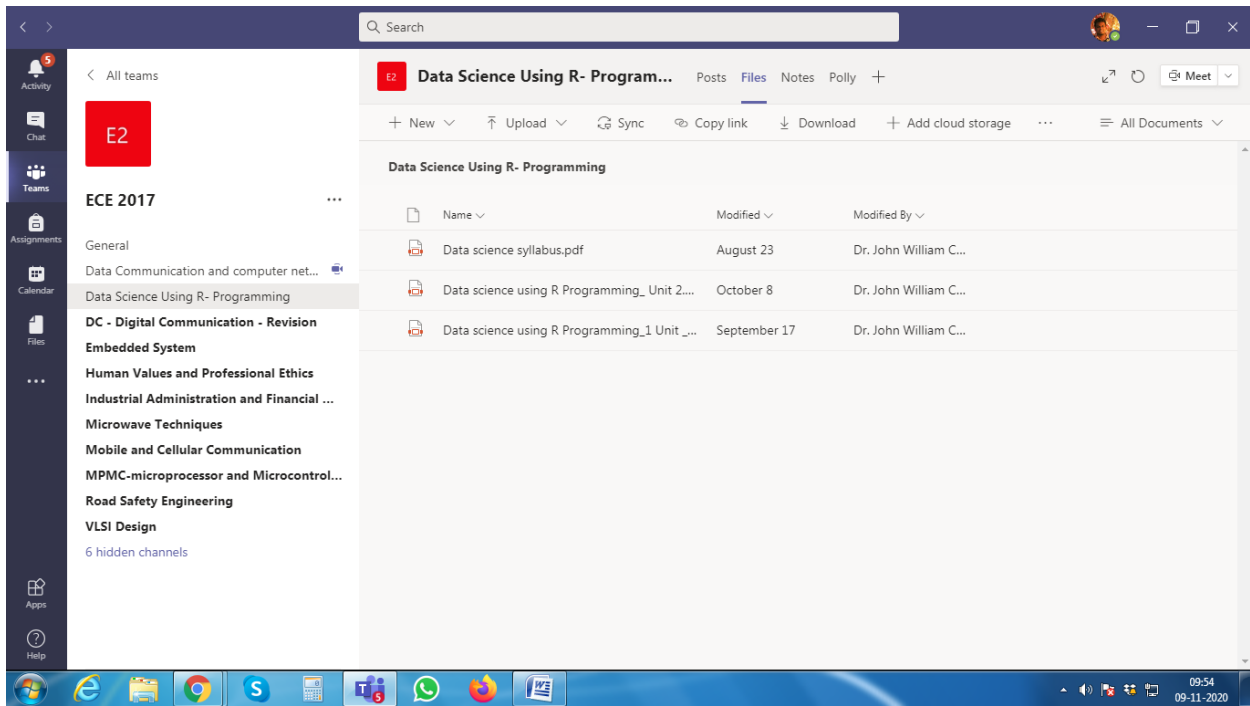 Search
5
Activity
Chat
Teams
Assignments
Calendar
Files
Apps
Help
All teams
E2
ECE 2017
General
Data Communication and computer net...
Data Science Using R- Programming
DC - Digital Communication - Revision
Embedded System
Human Values and Professional Ethics
Industrial Administration and Financial ...
Microwave Techniques
Mobile and Cellular Communication
MPMC-microprocessor and Microcontrol...
Road Safety Engineering
VLSI Design
6 hidden channels
E2 Data Science Using R- Program... Posts Files Notes Polly Meet
New Upload Sync Copy link Download Add cloud storage ... All Documents
Data Science Using R- Programming
Name Modified Modified By
Data science syllabus.pdf August 23 Dr. John William C...
Data science using R Programming_ Unit 2.... October 8 Dr. John William C...
Data science using R Programming_1 Unit _... September 17 Dr. John William C...
09:54
09-11-2020